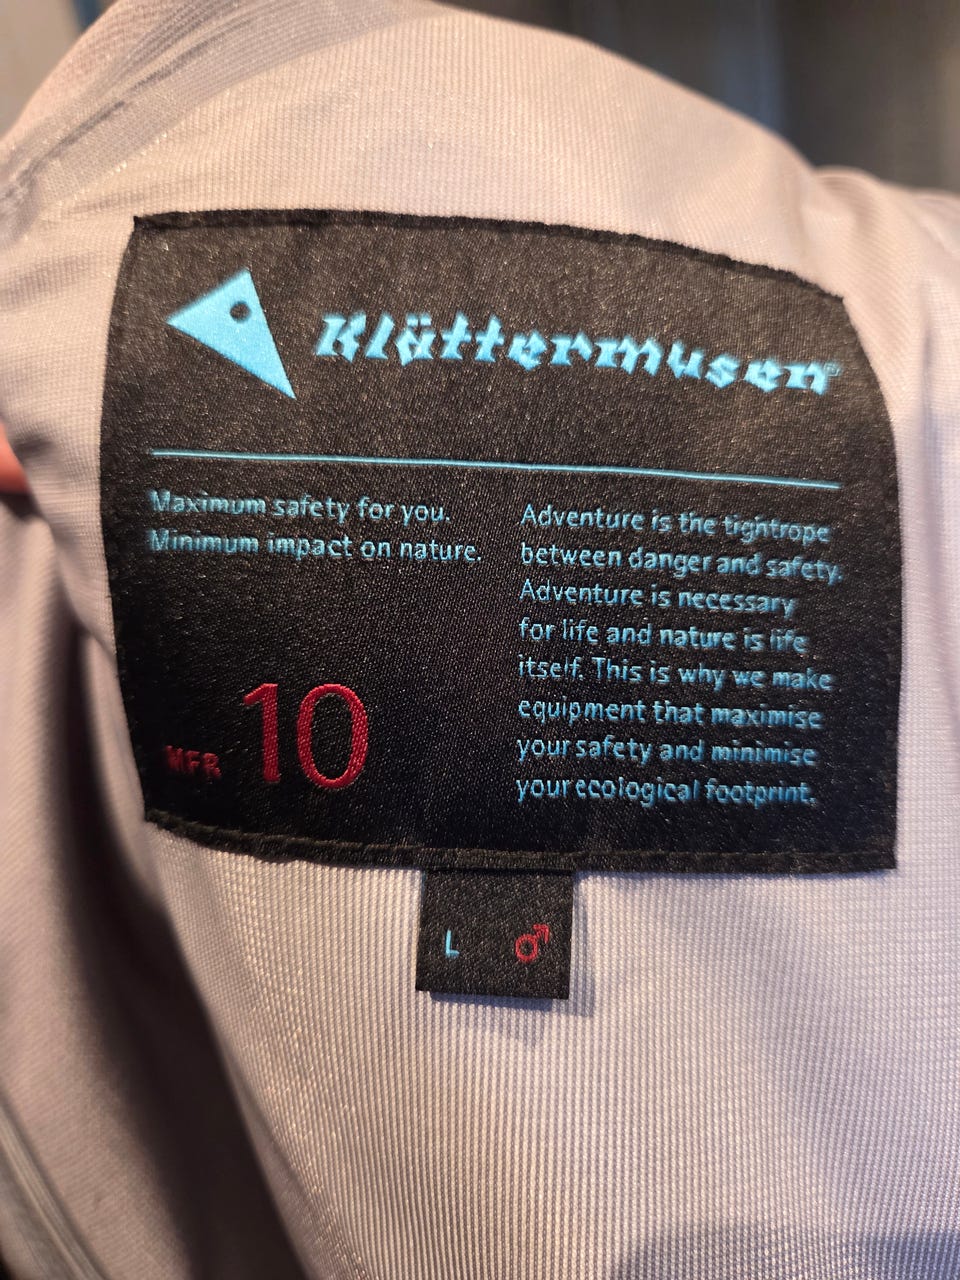 Klättermusen®
Maximum safety for you.
Minimum impact on nature.
Adventure is the tightrope
between danger and safety.
Adventure is necessary
for life and nature is life
itself. This is why we make
equipment that maximise
your safety and minimise
your ecological footprint.
MFR 10
L ♂